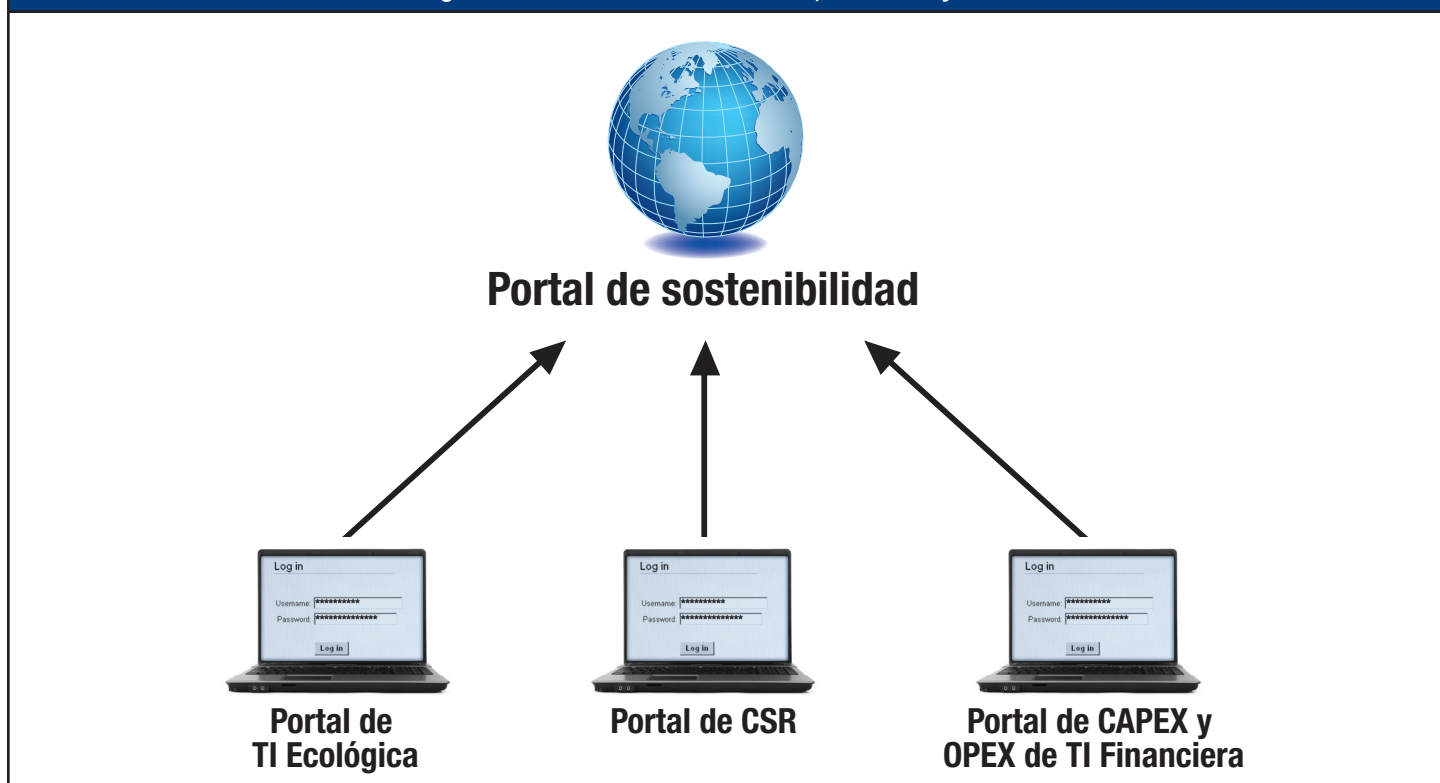 Portal de sostenibilidad
Log in
Username: **********
Password: **************
Log in
Log in
Username: **********
Password: **************
Log in
Log in
Username: **********
Password: **************
Log in
Portal de
TI Ecológica
Portal de CSR
Portal de CAPEX y
OPEX de TI Financiera